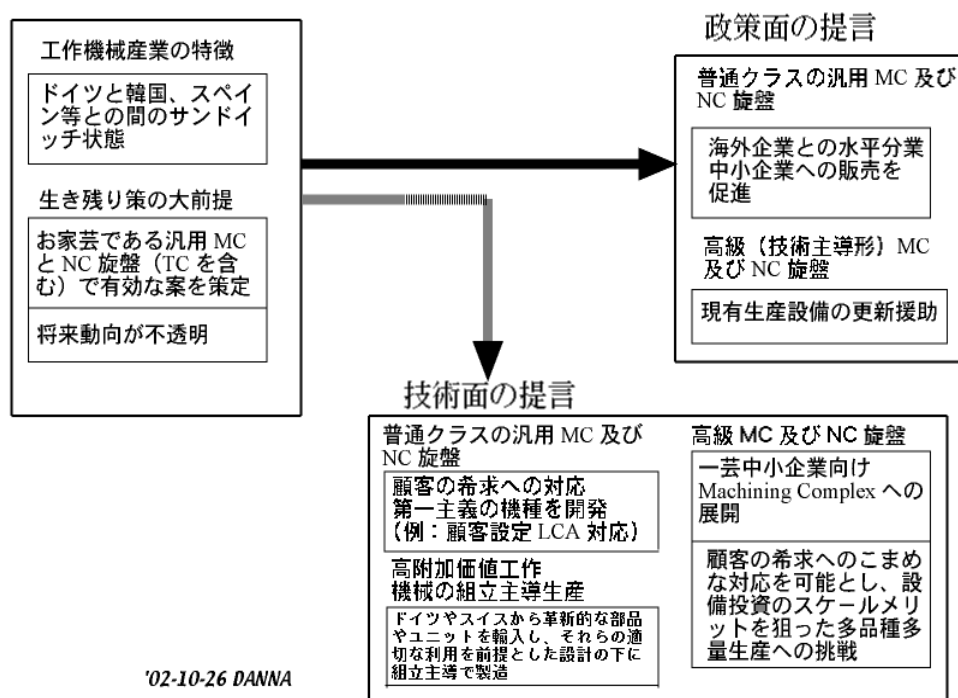 工作機械産業の特徴
ドイツと韓国、スペイ
ン等との間のサンドイ
ッチ状態
生き残り策の大前提
お家芸である汎用 MC
と NC 旋盤（TC を含
む）で有効な案を策定
将来動向が不透明
政策面の提言
普通クラスの汎用 MC 及び
NC 旋盤
海外企業との水平分業
中小企業への販売を
促進
高級（技術主導形）MC
及び NC 旋盤
現有生産設備の更新援助
技術面の提言
普通クラスの汎用 MC 及び
NC 旋盤
顧客の希求への対応
第一主義の機種を開発
（例：顧客設定 LCA 対応）
高附加価値工作
機械の組立主導生産
ドイツやスイスから革新的な部品
やユニットを輸入し、それらの適
切な利用を前提とした設計の下に
組立主導で製造
高級 MC 及び NC 旋盤
一芸中小企業向け
Machining Complex への
展開
顧客の希求へのこまめ
な対応を可能とし、設
備投資のスケールメリ
ットを狙った多品種多
量生産への挑戦
'02-10-26 DANNA